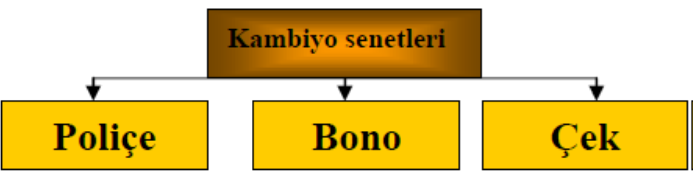 Kambiyo senetleri
Poliçe
Bono
Çek